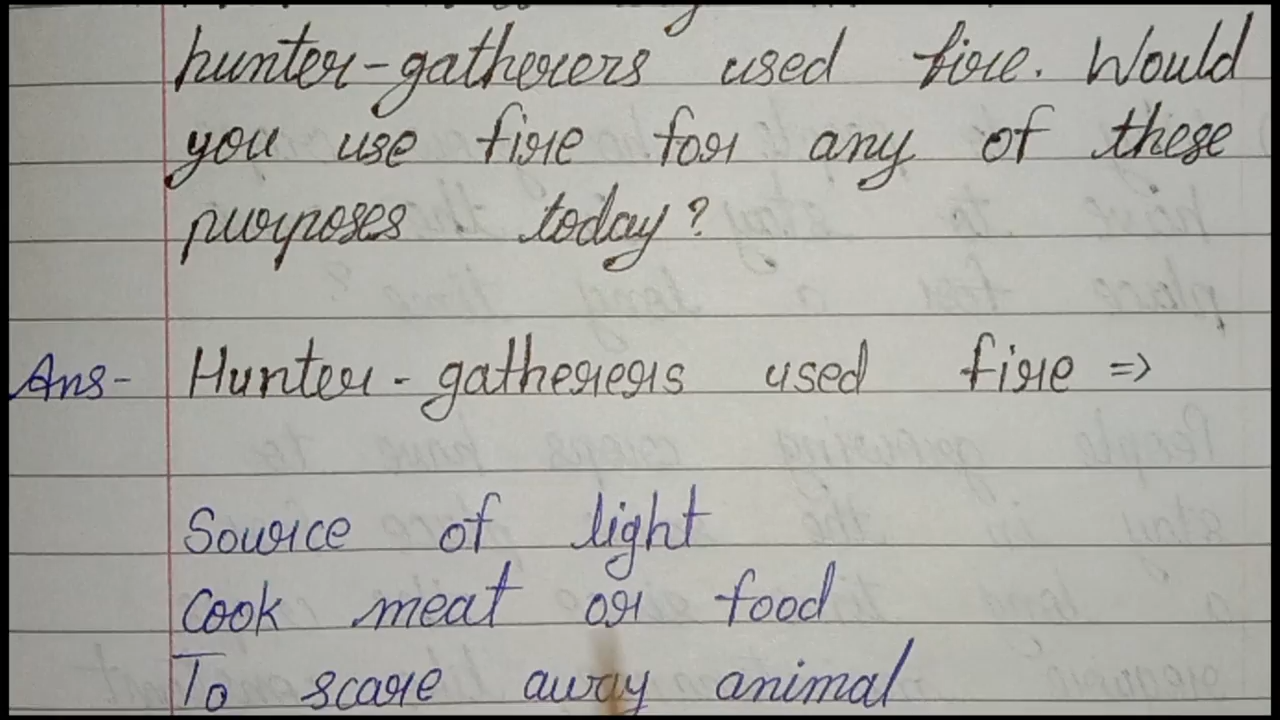 hunter-gatherers used fire. Would
you use fire for any of these
purposes today?
Ans- Hunter-gatherers used fire =>
Source of light
Cook meat or food
To scare away animal